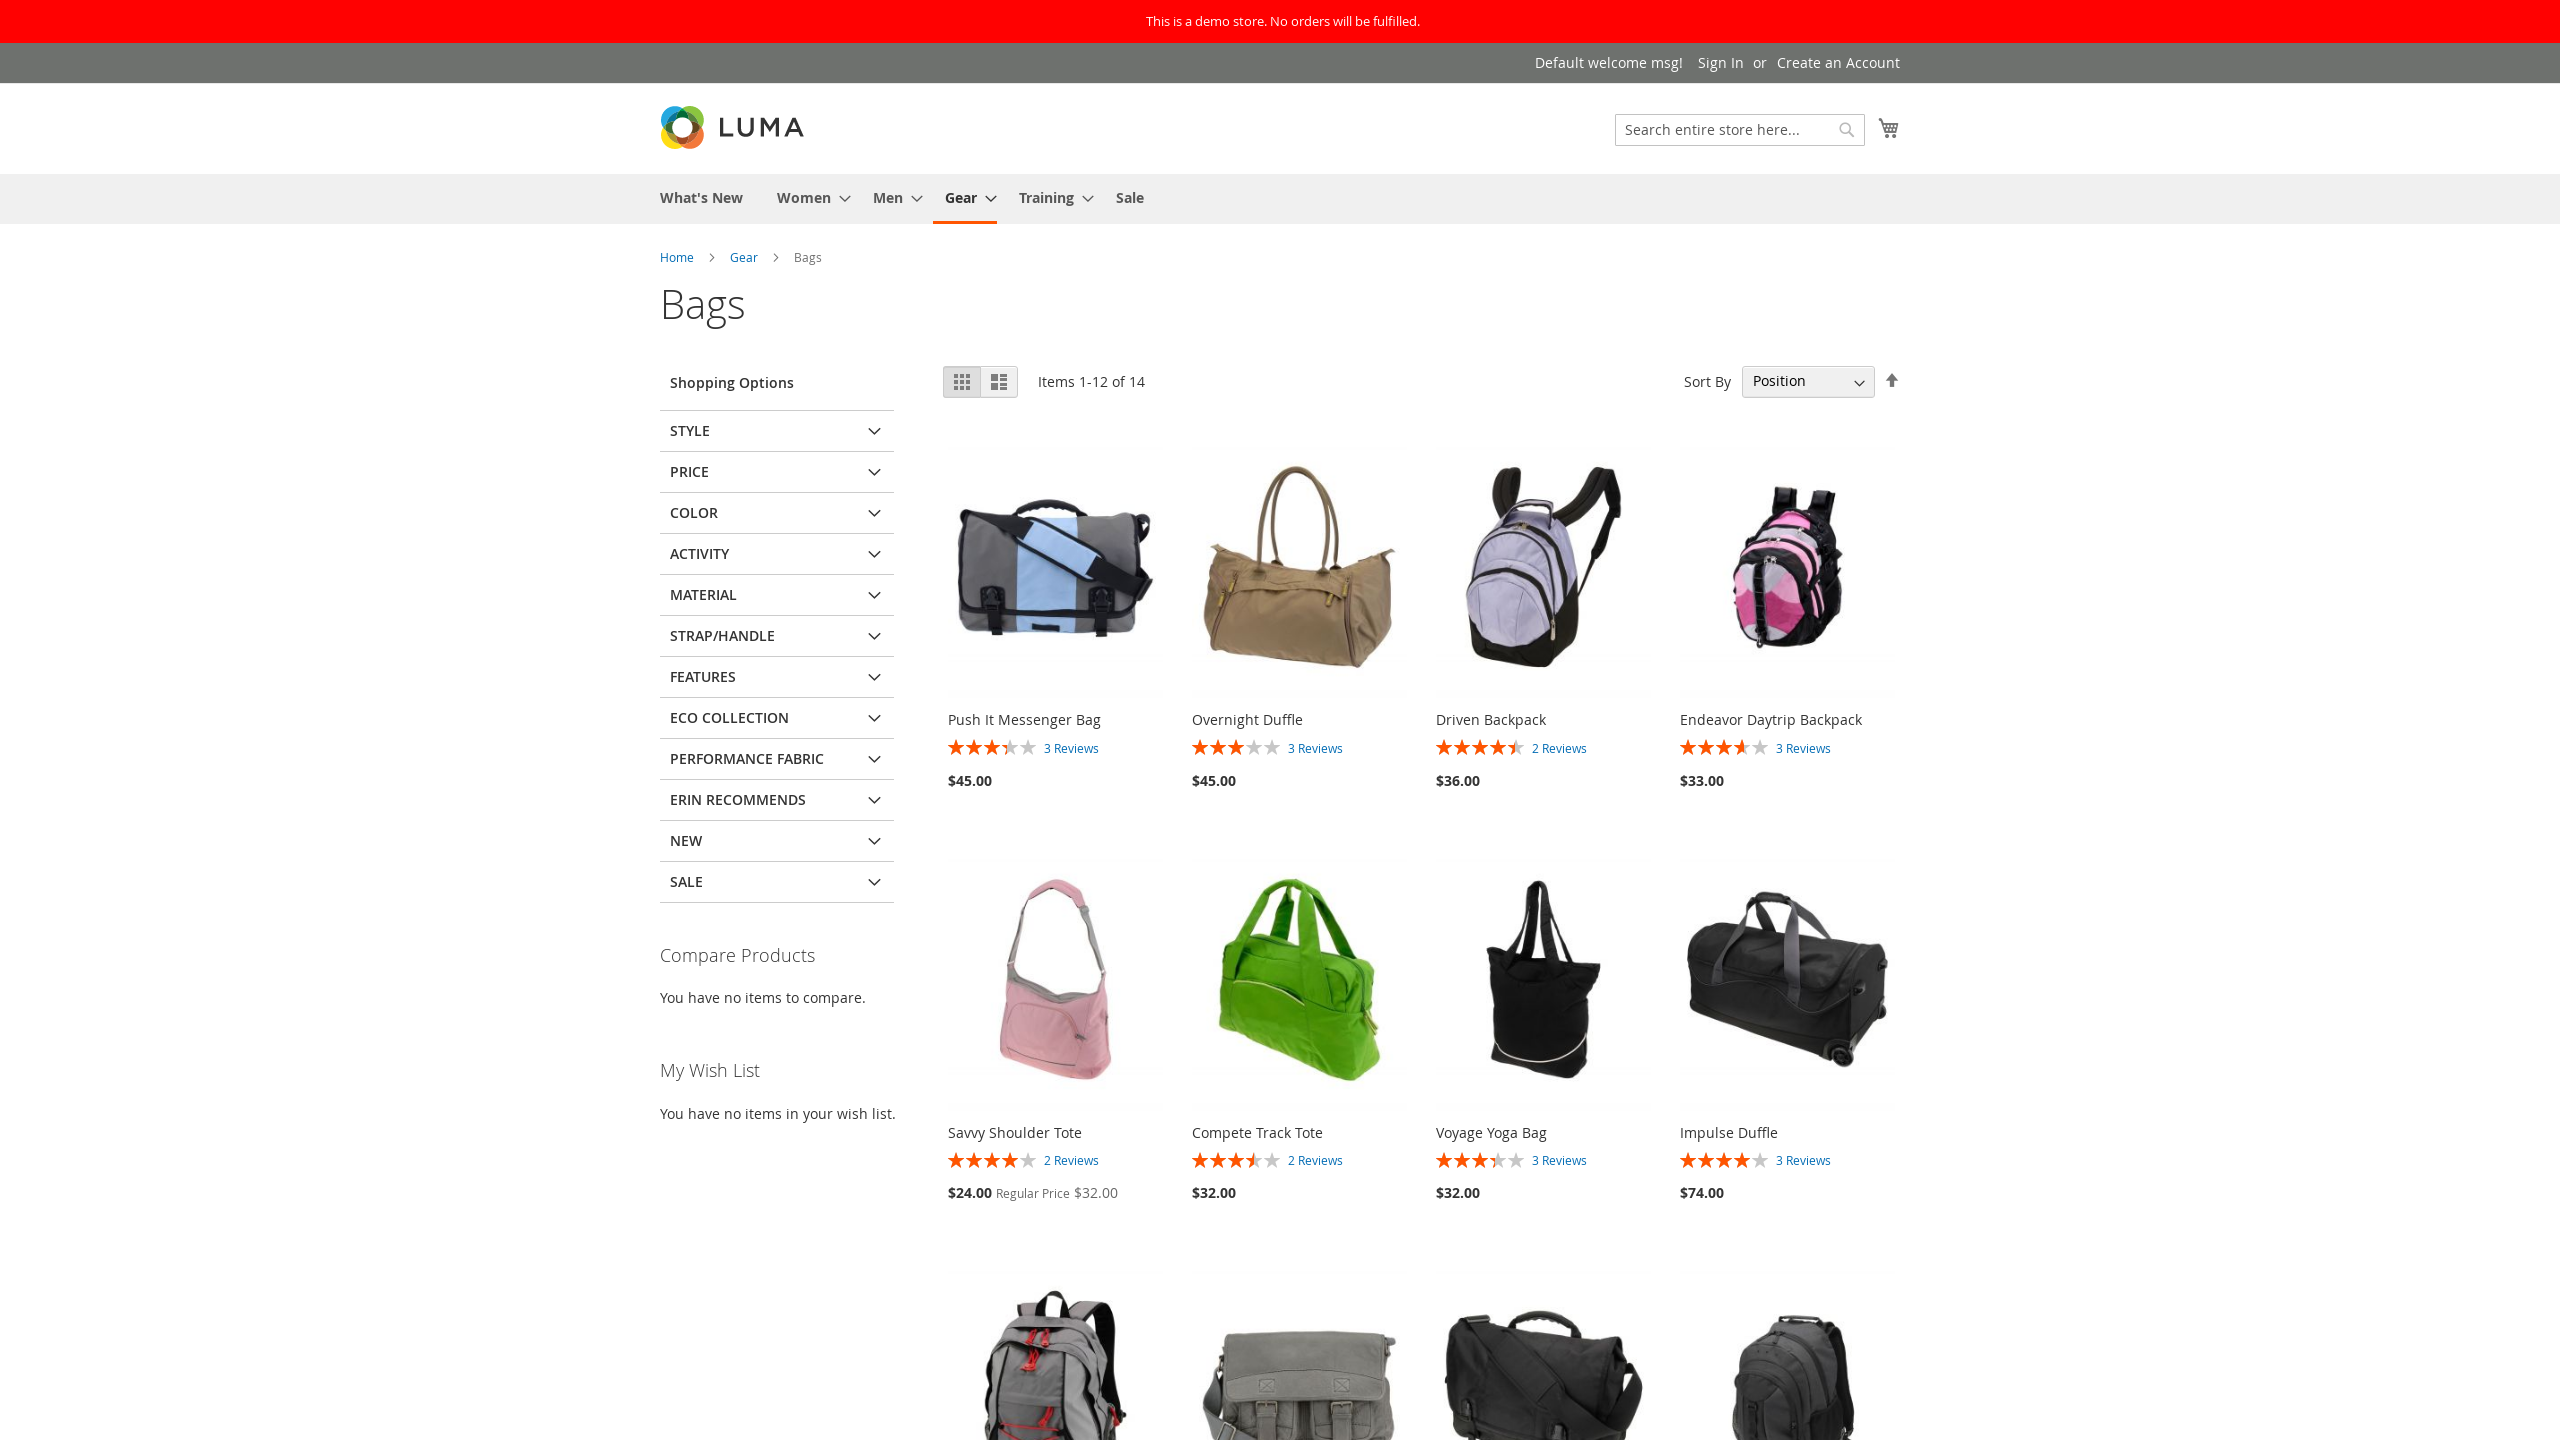 This is a demo store. No orders will be fulfilled.
Default welcome msg! Sign In or Create an Account
LUMA
Search entire store here...
What's New Women Men Gear Training Sale
Home Gear Bags
Bags
Shopping Options
STYLE
PRICE
COLOR
ACTIVITY
MATERIAL
STRAP/HANDLE
FEATURES
ECO COLLECTION
PERFORMANCE FABRIC
ERIN RECOMMENDS
NEW
SALE
Compare Products
You have no items to compare.
My Wish List
You have no items in your wish list.
Items 1-12 of 14
Sort By Position
Push It Messenger Bag
3 Reviews
$45.00
Overnight Duffle
3 Reviews
$45.00
Driven Backpack
2 Reviews
$36.00
Endeavor Daytrip Backpack
3 Reviews
$33.00
Savvy Shoulder Tote
2 Reviews
$24.00 Regular Price $32.00
Compete Track Tote
2 Reviews
$32.00
Voyage Yoga Bag
3 Reviews
$32.00
Impulse Duffle
3 Reviews
$74.00